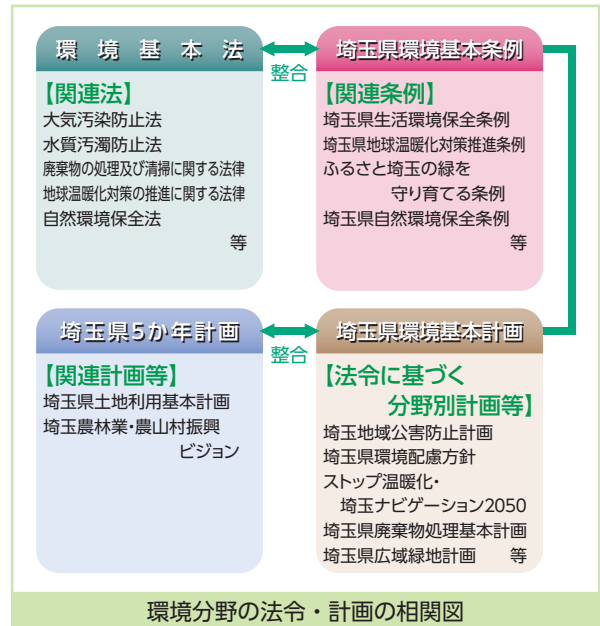 環境基本法
整合
埼玉県環境基本条例
【関連法】
大気汚染防止法
水質汚濁防止法
廃棄物の処理及び清掃に関する法律
地球温暖化対策の推進に関する法律
自然環境保全法
等
【関連条例】
埼玉県生活環境保全条例
埼玉県地球温暖化対策推進条例
ふるさと埼玉の緑を
守り育てる条例
埼玉県自然環境保全条例
等
埼玉県5か年計画
整合
埼玉県環境基本計画
【関連計画等】
埼玉県土地利用基本計画
埼玉農林業・農山村振興
ビジョン
【法令に基づく
分野別計画等】
埼玉地域公害防止計画
埼玉県環境配慮方針
ストップ温暖化・
埼玉ナビゲーション2050
埼玉県廃棄物処理基本計画
埼玉県広域緑地計画 等
環境分野の法令・計画の相関図